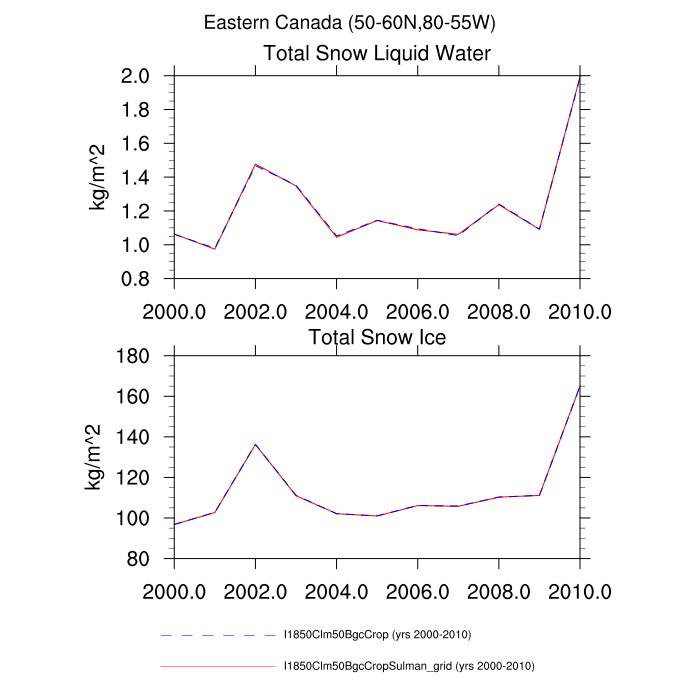 Eastern Canada (50-60N,80-55W)
Total Snow Liquid Water
2.0
1.8
1.6
1.4
1.2
1.0
0.8
kg/m^2
2000.0 2002.0 2004.0 2006.0 2008.0 2010.0
Total Snow Ice
180
160
140
120
100
80
kg/m^2
2000.0 2002.0 2004.0 2006.0 2008.0 2010.0
I1850Clm50BgcCrop (yrs 2000-2010)
I1850Clm50BgcCropSulman_grid (yrs 2000-2010)